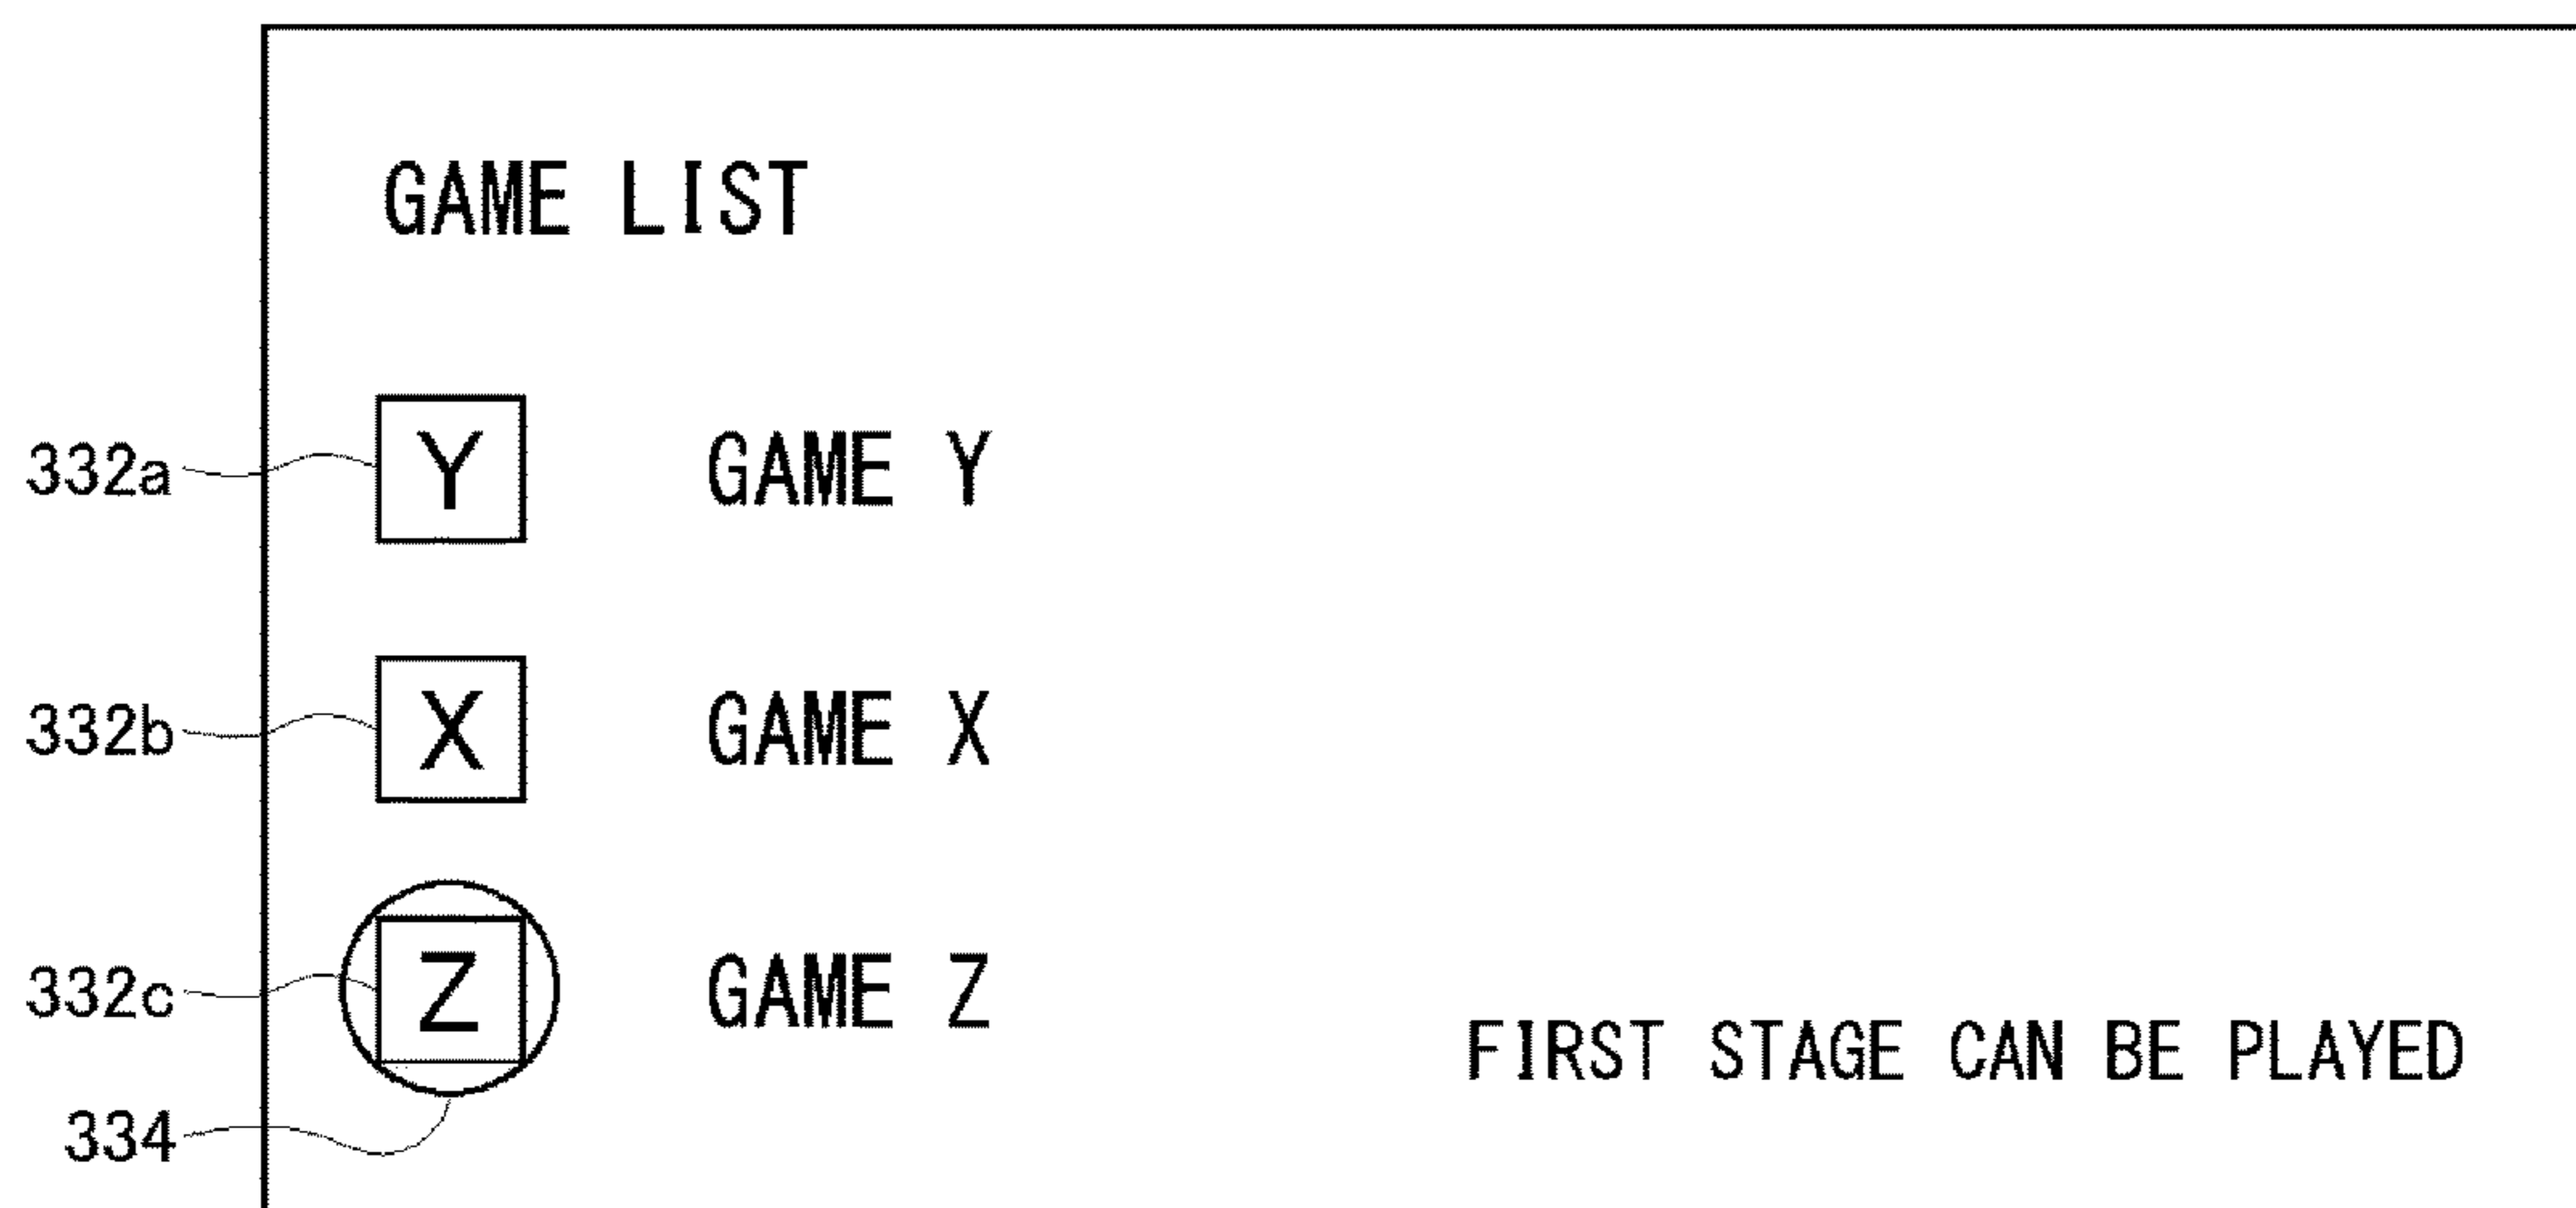 GAME LIST
332a Y GAME Y
332b X GAME X
332c Z GAME Z
FIRST STAGE CAN BE PLAYED
334